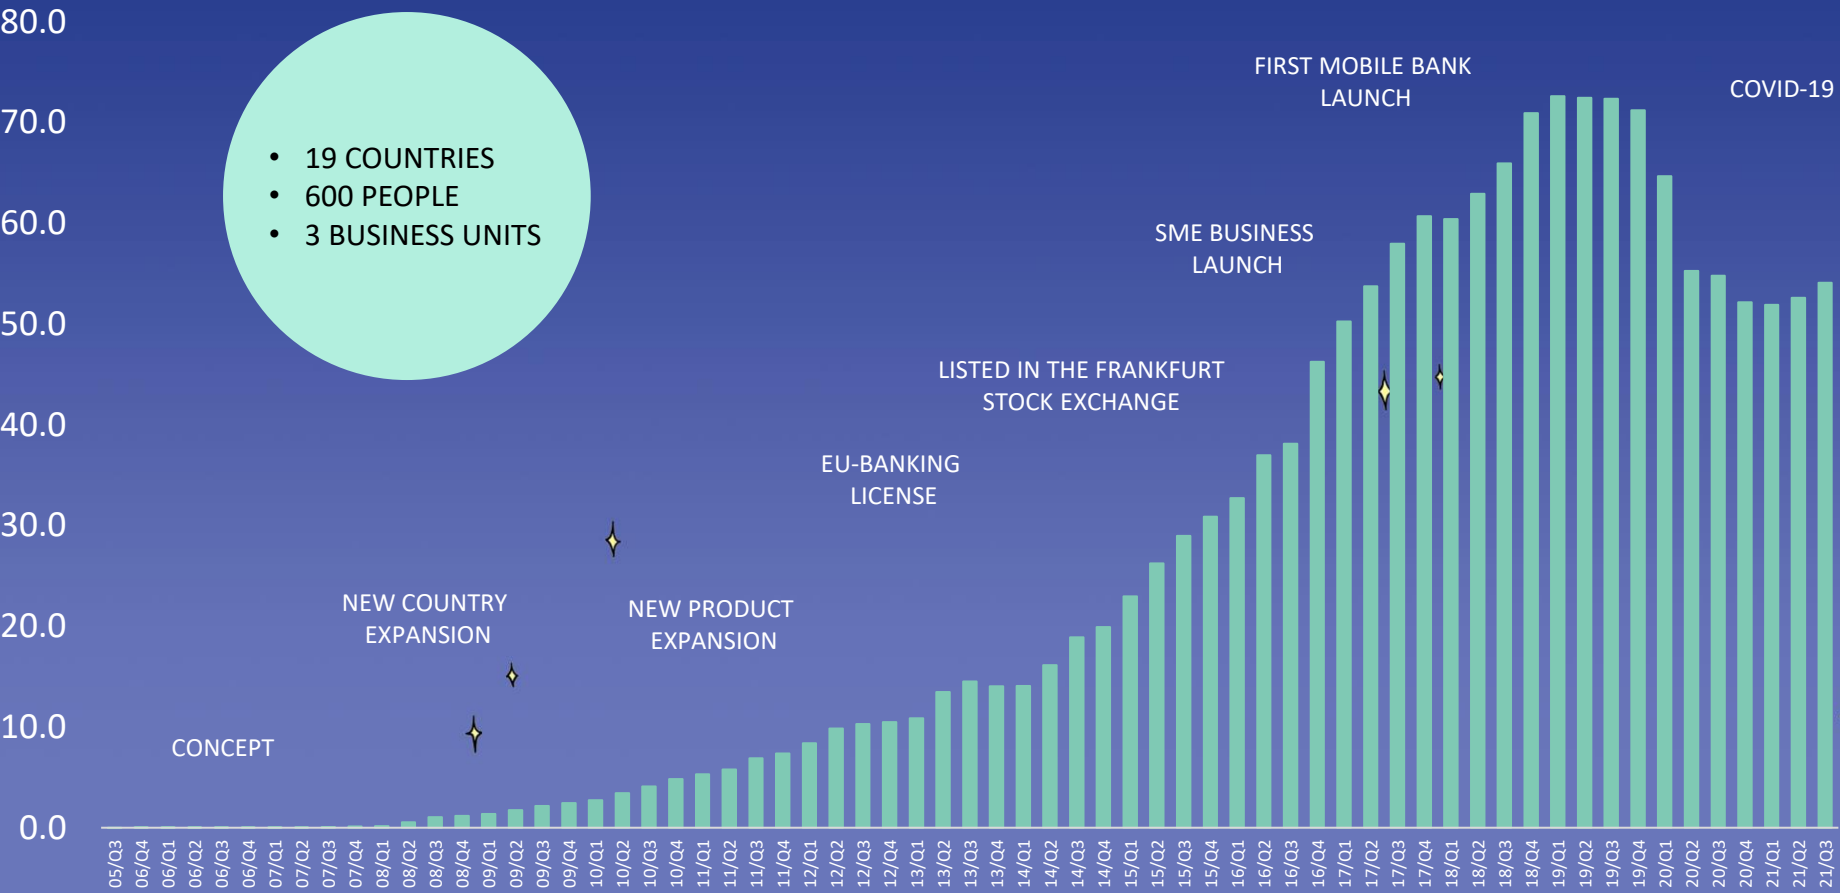 80.0
70.0
60.0
50.0
40.0
30.0
20.0
10.0
0.0
• 19 COUNTRIES
• 600 PEOPLE
• 3 BUSINESS UNITS
CONCEPT
NEW COUNTRY
EXPANSION
NEW PRODUCT
EXPANSION
EU-BANKING
LICENSE
LISTED IN THE FRANKFURT
STOCK EXCHANGE
SME BUSINESS
LAUNCH
FIRST MOBILE BANK
LAUNCH
COVID-19
05/Q3
06/Q4
06/Q1
06/Q2
06/Q3
06/Q4
07/Q1
07/Q2
07/Q3
07/Q4
08/Q1
08/Q2
08/Q3
08/Q4
09/Q1
09/Q2
09/Q3
09/Q4
10/Q1
10/Q2
10/Q3
10/Q4
11/Q1
11/Q2
11/Q3
11/Q4
12/Q1
12/Q2
12/Q3
12/Q4
13/Q1
13/Q2
13/Q3
13/Q4
14/Q1
14/Q2
14/Q3
14/Q4
15/Q1
15/Q2
15/Q3
15/Q4
16/Q1
16/Q2
16/Q3
16/Q4
17/Q1
17/Q2
17/Q3
17/Q4
18/Q1
18/Q2
18/Q3
18/Q4
19/Q1
19/Q2
19/Q3
19/Q4
20/Q1
20/Q2
20/Q3
20/Q4
21/Q1
21/Q2
21/Q3